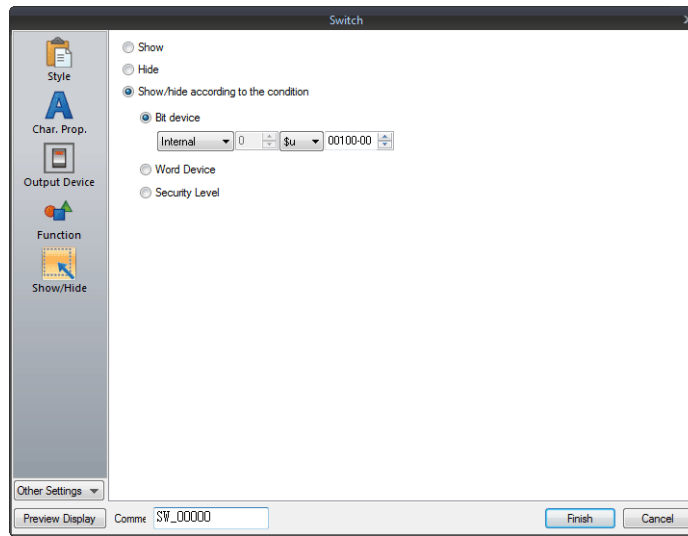 Switch
Style
Char. Prop.
Output Device
Function
Show/Hide
Show
Hide
Show/hide according to the condition
Bit device
Internal 0 $u 00100-00
Word Device
Security Level
Other Settings
Preview Display Comme SW_00000 Finish Cancel